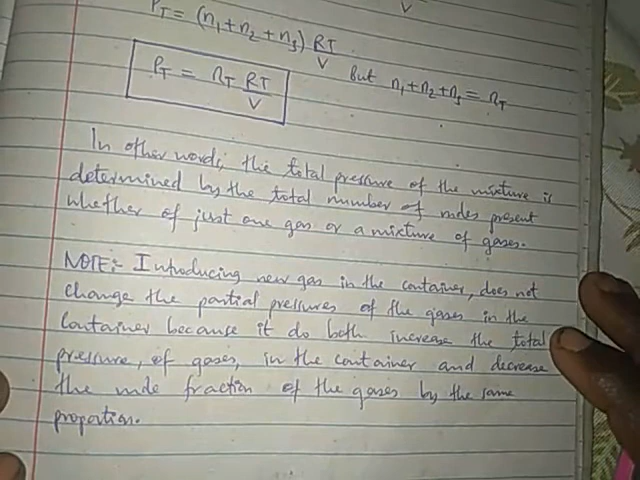 V
P_T = (n₁+n₂+n₃) RT/V
P_T = n_T RT/V But n₁+n₂+n₃ = n_T
In other words, the total pressure of the mixture is
determined by the total number of moles present
whether of just one gas or a mixture of gases.
NOTE:- Introducing new gas in the container, does not
change the partial pressures of the gases in the
Container because it do both increase the total
pressure, of gases, in the container and decrease
the mole fraction of the gases by the same
proportion.